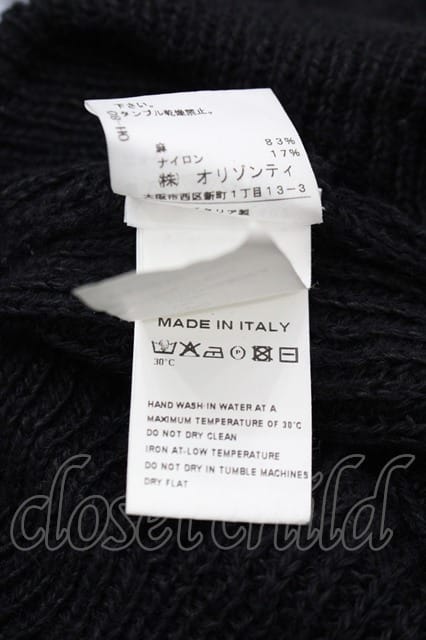 下さい。
タンブル乾燥禁止。
麻 83%
ナイロン 17%
㈱ オリゾンティ
大阪市西区新町1丁目13-3
MADE IN ITALY
30°C
HAND WASH-IN WATER AT A
MAXIMUM TEMPERATURE OF 30°C
DO NOT DRY CLEAN
IRON AT-LOW TEMPERATURE
DO NOT DRY IN TUMBLE MACHINES
DRY FLAT
closet child